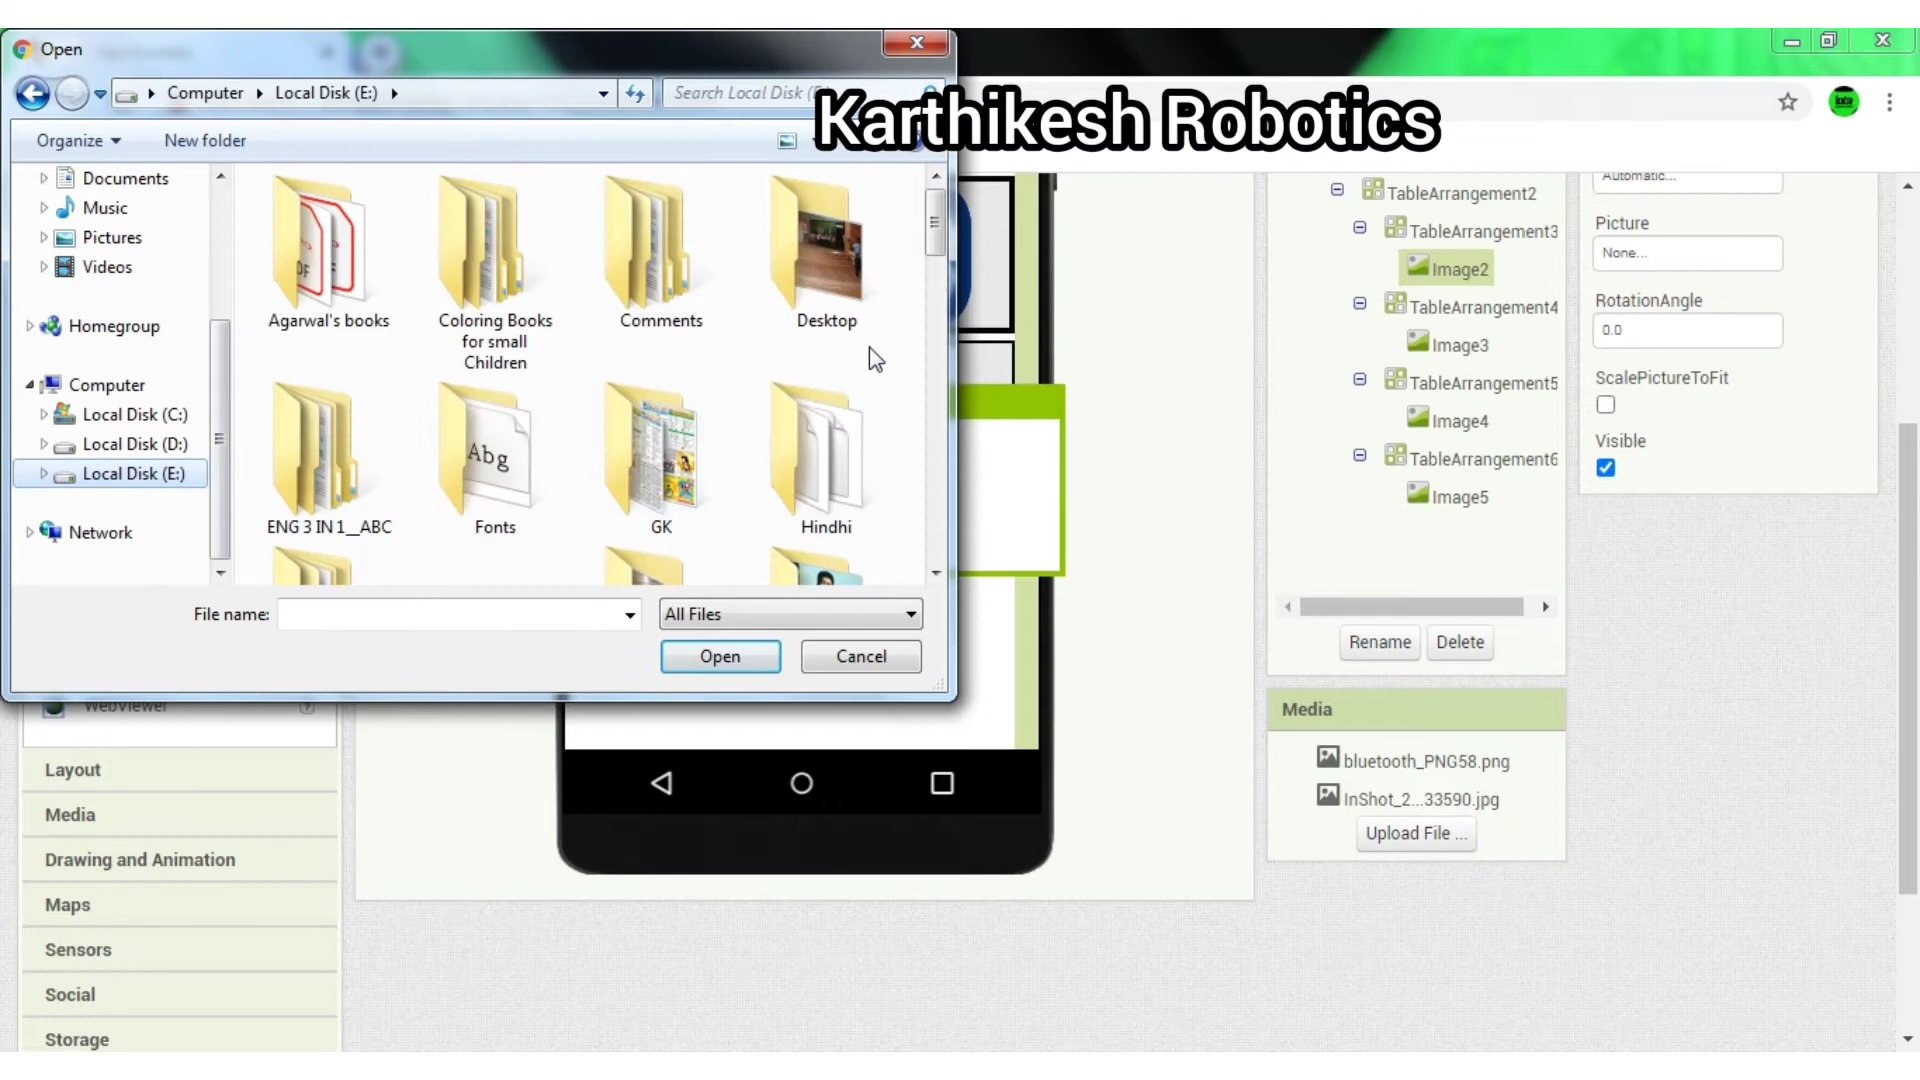 Open
Computer
Local Disk (E:)
Search Local Disk
Karthikesh Robotics
Organize
New folder
Documents
Music
Pictures
Videos
Homegroup
Computer
Local Disk (C:)
Local Disk (D:)
Local Disk (E:)
Network
Agarwal's books
Coloring Books
for small
Children
Comments
Desktop
ENG 3 IN 1__ABC
Abg
Fonts
GK
Hindhi
File name:
All Files
Open
Cancel
WebViewer
Layout
Media
Drawing and Animation
Maps
Sensors
Social
Storage
TableArrangement2
TableArrangement3
Image2
TableArrangement4
Image3
TableArrangement5
Image4
TableArrangement6
Image5
Rename
Delete
Media
bluetooth_PNG58.png
InShot_2...33590.jpg
Upload File ...
Automatic...
Picture
None...
RotationAngle
0.0
ScalePictureToFit
Visible